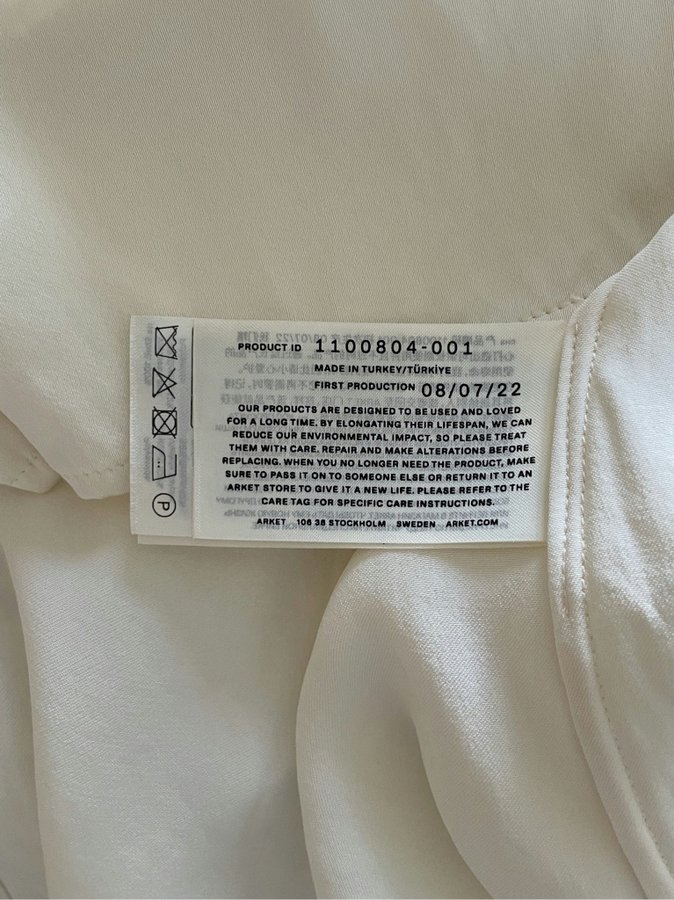 PRODUCT ID 1100804-001
MADE IN TURKEY/TÜRKİYE
FIRST PRODUCTION 08/07/22
OUR PRODUCTS ARE DESIGNED TO BE USED AND LOVED
FOR A LONG TIME. BY ELONGATING THEIR LIFESPAN, WE CAN
REDUCE OUR ENVIRONMENTAL IMPACT, SO PLEASE TREAT
THEM WITH CARE. REPAIR AND MAKE ALTERATIONS BEFORE
REPLACING. WHEN YOU NO LONGER NEED THE PRODUCT, MAKE
SURE TO PASS IT ON TO SOMEONE ELSE OR RETURN IT TO AN
ARKET STORE TO GIVE IT A NEW LIFE. PLEASE REFER TO THE
CARE TAG FOR SPECIFIC CARE INSTRUCTIONS.
ARKET 106 38 STOCKHOLM SWEDEN ARKET.COM
P